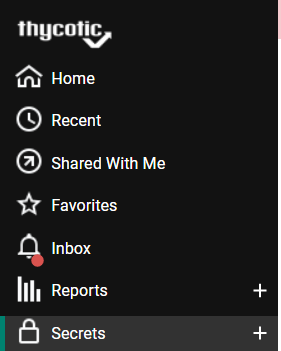 thycotic
Home
Recent
Shared With Me
Favorites
Inbox
Reports +
Secrets +